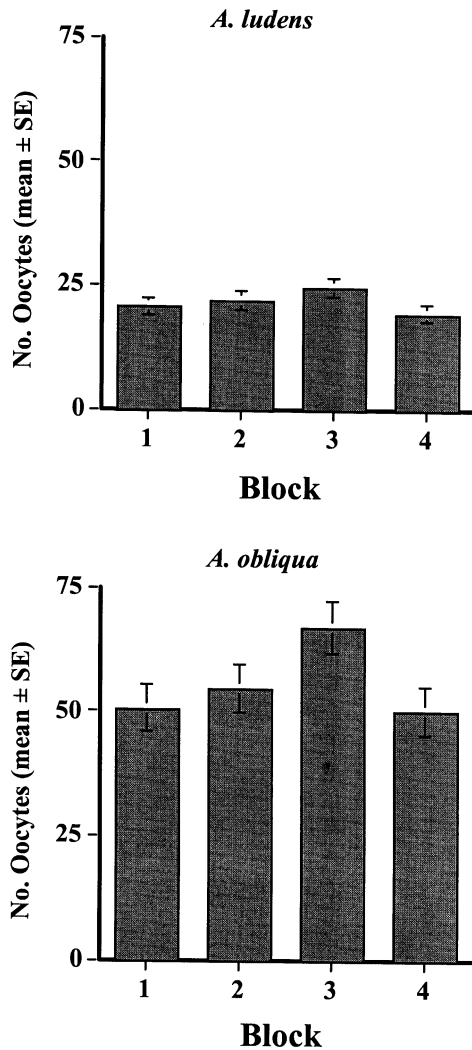 A. ludens
75
50
25
0
No. Oocytes (mean ± SE)
1 2 3 4
Block
A. obliqua
75
50
25
0
No. Oocytes (mean ± SE)
1 2 3 4
Block